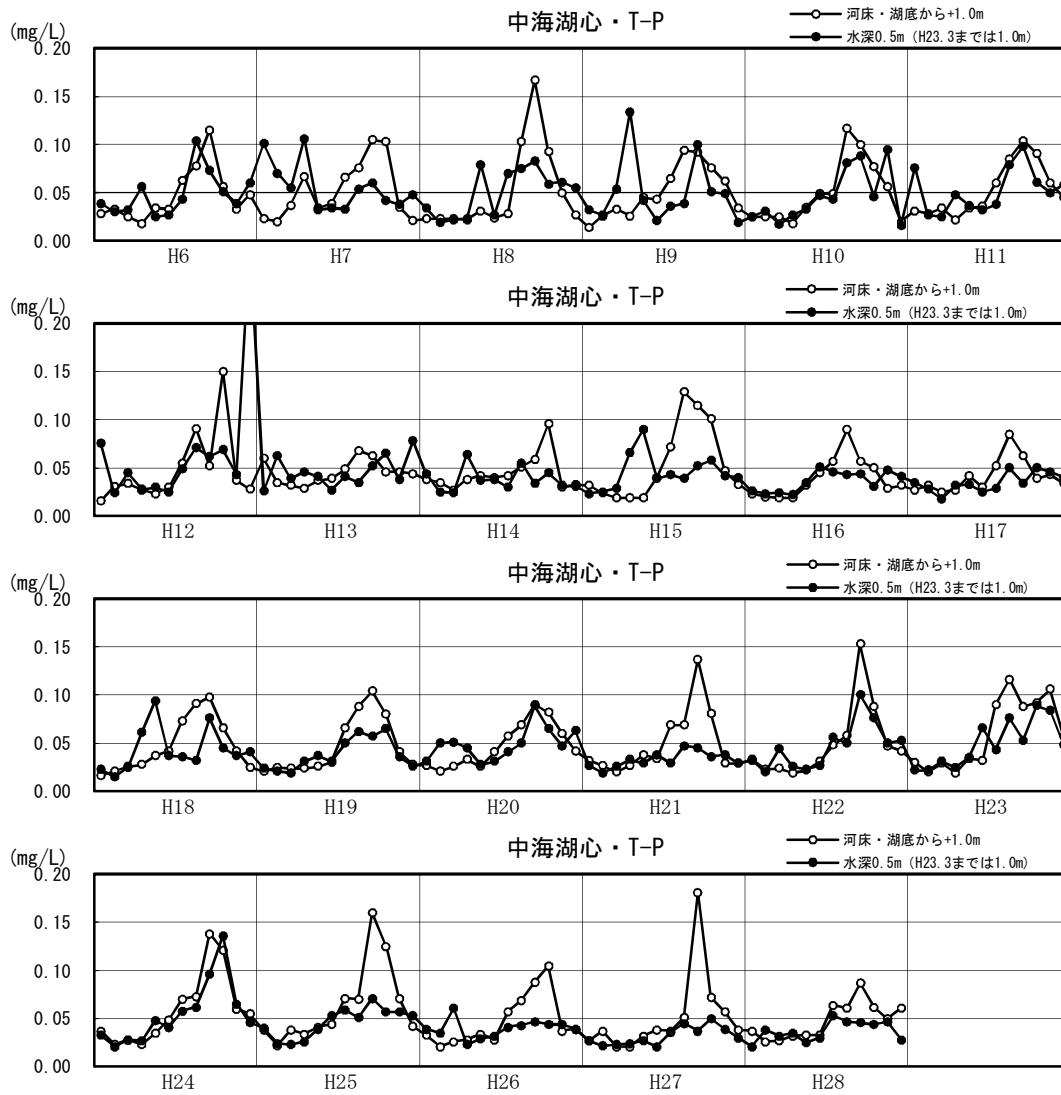 中海湖心・T-P
(mg/L)
河床・湖底から+1.0m
水深0.5m (H23.3までは1.0m)
0.20
0.15
0.10
0.05
0.00
H6 H7 H8 H9 H10 H11
中海湖心・T-P
(mg/L)
河床・湖底から+1.0m
水深0.5m (H23.3までは1.0m)
0.20
0.15
0.10
0.05
0.00
H12 H13 H14 H15 H16 H17
中海湖心・T-P
(mg/L)
河床・湖底から+1.0m
水深0.5m (H23.3までは1.0m)
0.20
0.15
0.10
0.05
0.00
H18 H19 H20 H21 H22 H23
中海湖心・T-P
(mg/L)
河床・湖底から+1.0m
水深0.5m (H23.3までは1.0m)
0.20
0.15
0.10
0.05
0.00
H24 H25 H26 H27 H28